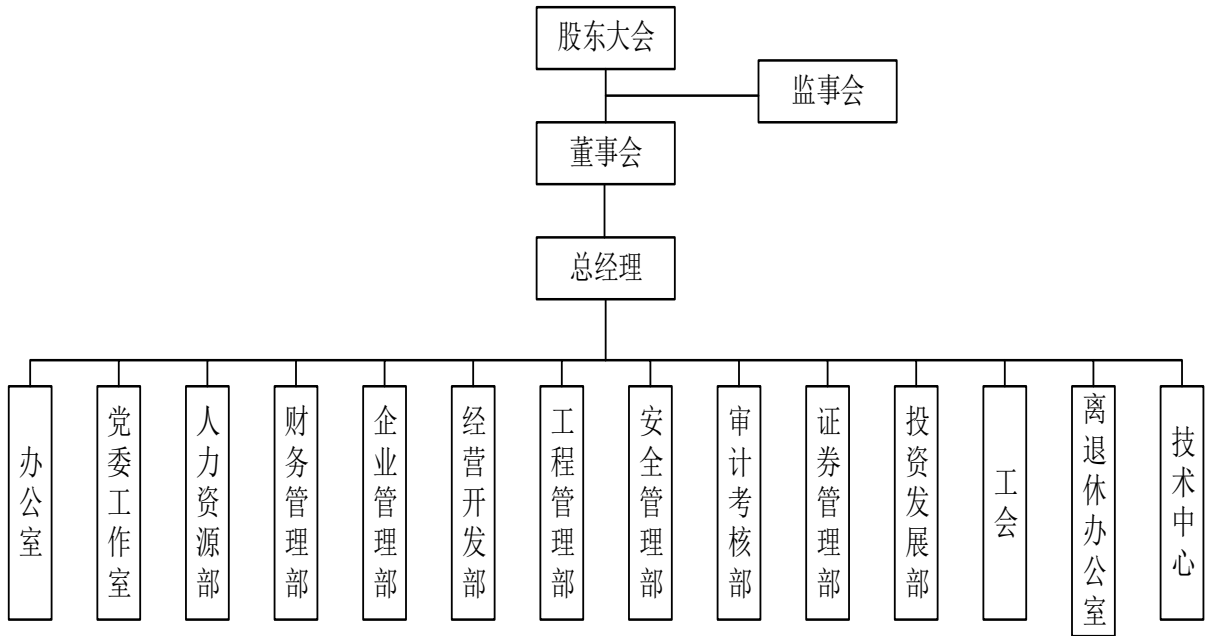 股东大会
监事会
董事会
总经理
办公室
党委工作室
人力资源部
财务管理部
企业管理部
经营开发部
工程管理部
安全管理部
审计考核部
证券管理部
投资发展部
工会
离退休办公室
技术中心